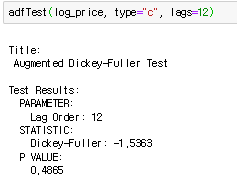 adfTest(log_price, type="c", lags=12)
Title:
Augmented Dickey-Fuller Test
Test Results:
PARAMETER:
Lag Order: 12
STATISTIC:
Dickey-Fuller: -1.5363
P VALUE:
0.4865